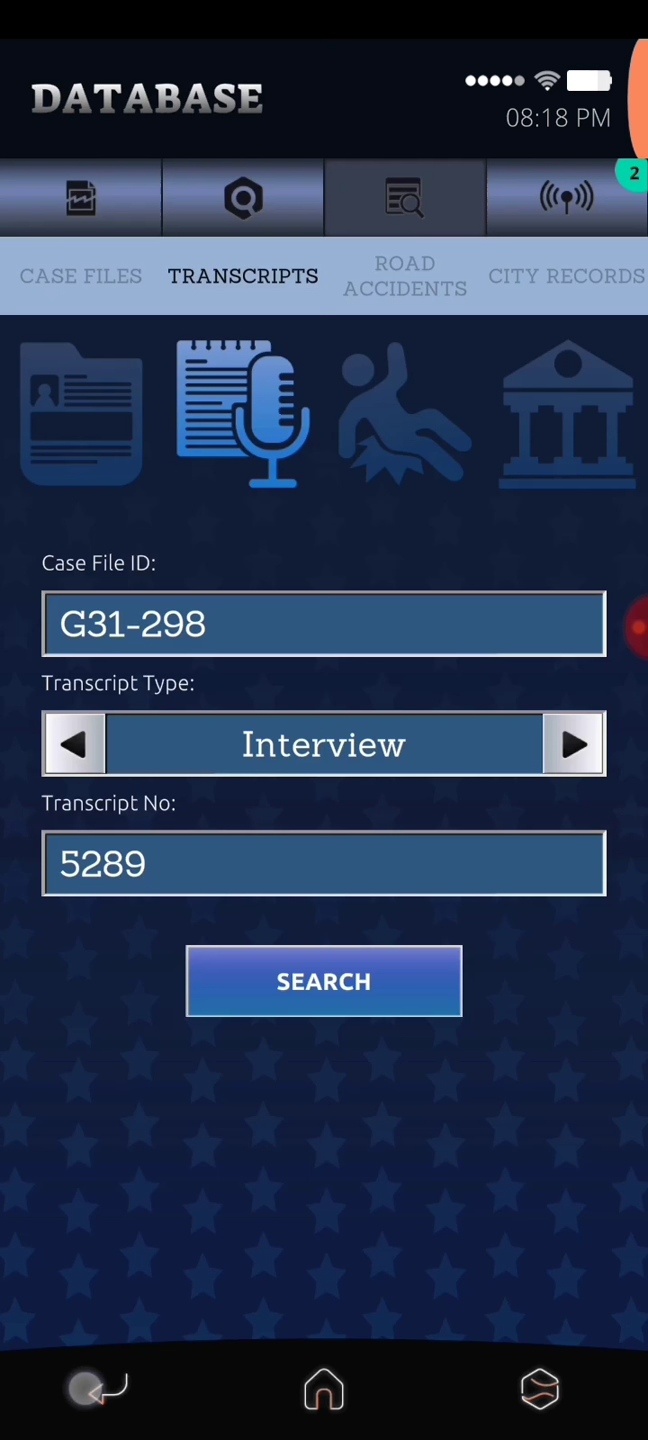 DATABASE
08:18 PM
2
CASE FILES
TRANSCRIPTS
ROAD
ACCIDENTS
CITY RECORDS
Case File ID:
G31-298
Transcript Type:
Interview
Transcript No:
5289
SEARCH